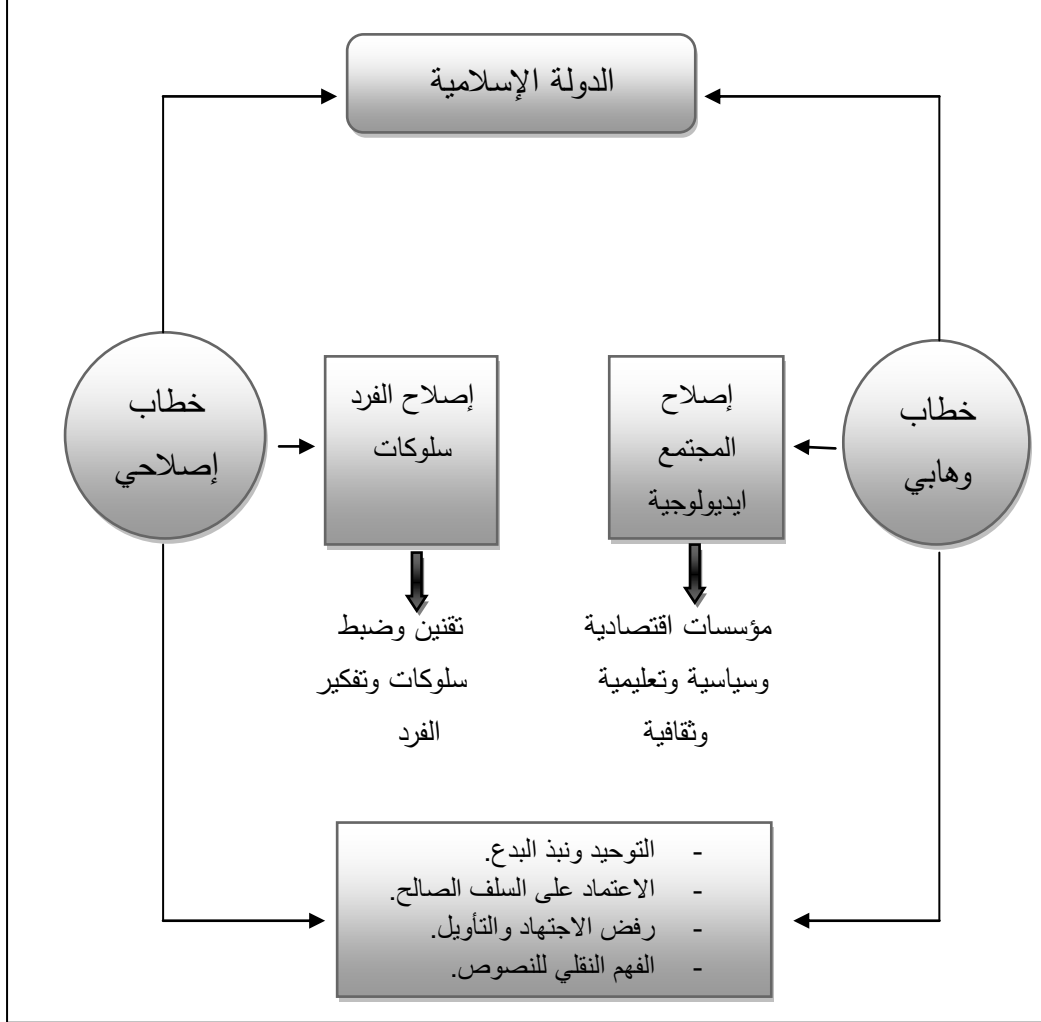 الدولة الإسلامية
خطاب
وهابي
إصلاح
المجتمع
ايديولوجية
إصلاح الفرد
سلوكات
خطاب
إصلاحي
مؤسسات اقتصادية
وسياسية وتعليمية
وثقافية
تقنين وضبط
سلوكات وتفكير
الفرد
- التوحيد ونبذ البدع.
- الاعتماد على السلف الصالح.
- رفض الاجتهاد والتأويل.
- الفهم النقلي للنصوص.